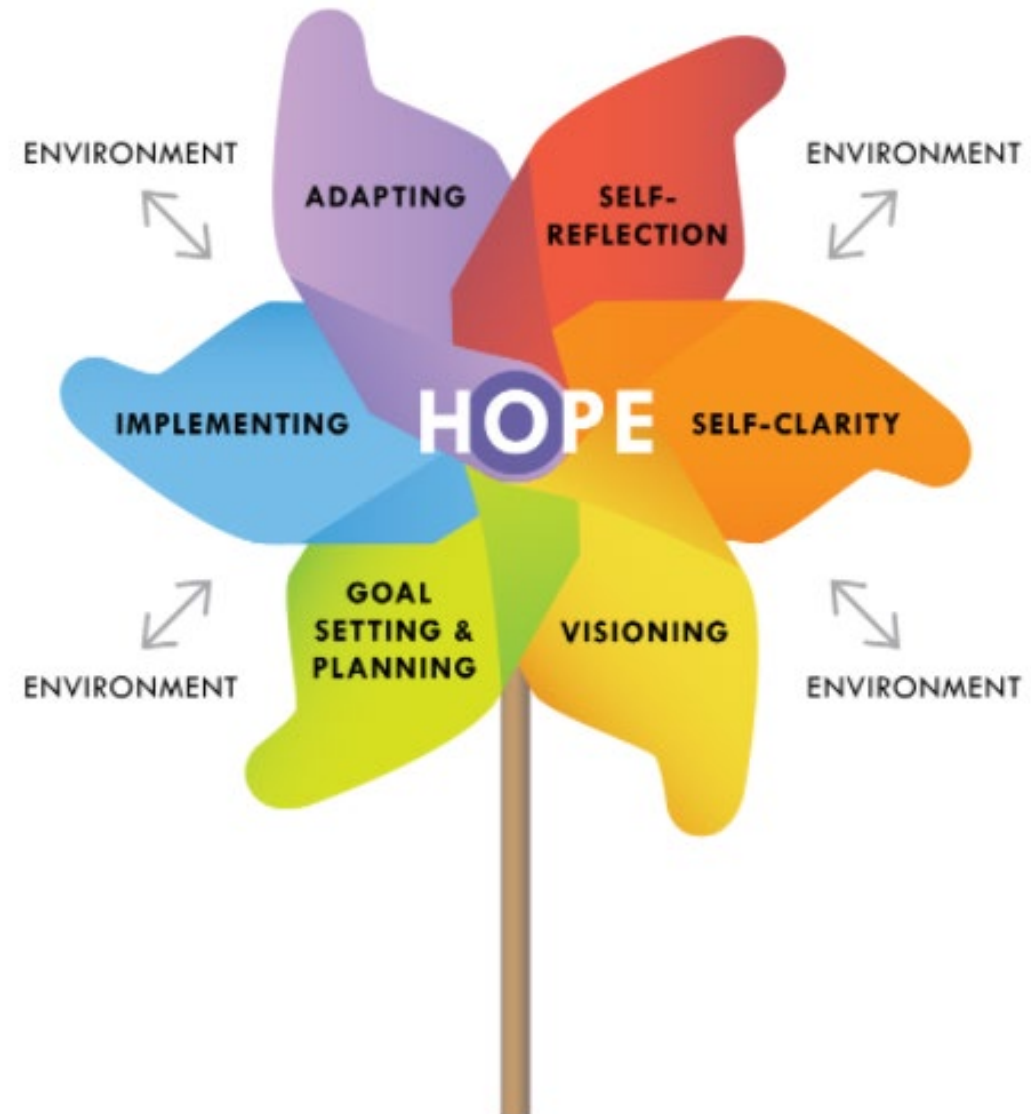 ENVIRONMENT
ENVIRONMENT
ADAPTING
SELF-
REFLECTION
IMPLEMENTING
HOPE
SELF-CLARITY
GOAL
SETTING &
PLANNING
VISIONING
ENVIRONMENT
ENVIRONMENT